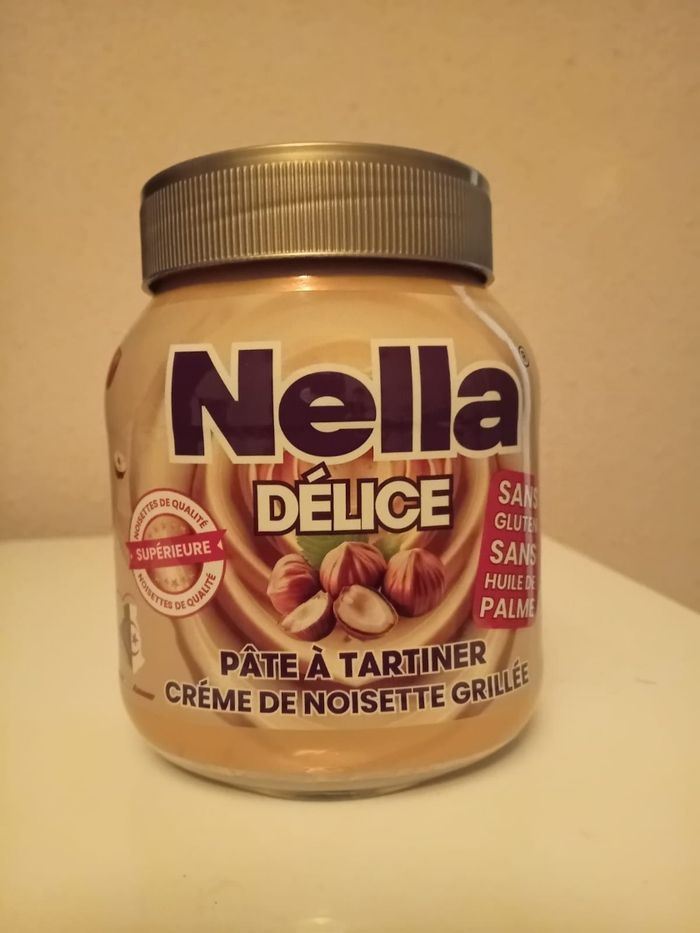 Nella®
DÉLICE
NOISETTES DE QUALITÉ
SUPÉRIEURE
NOISETTES DE QUALITÉ
SANS
GLUTEN
SANS
HUILE DE
PALME
PÂTE À TARTINER
CRÉME DE NOISETTE GRILLÉE